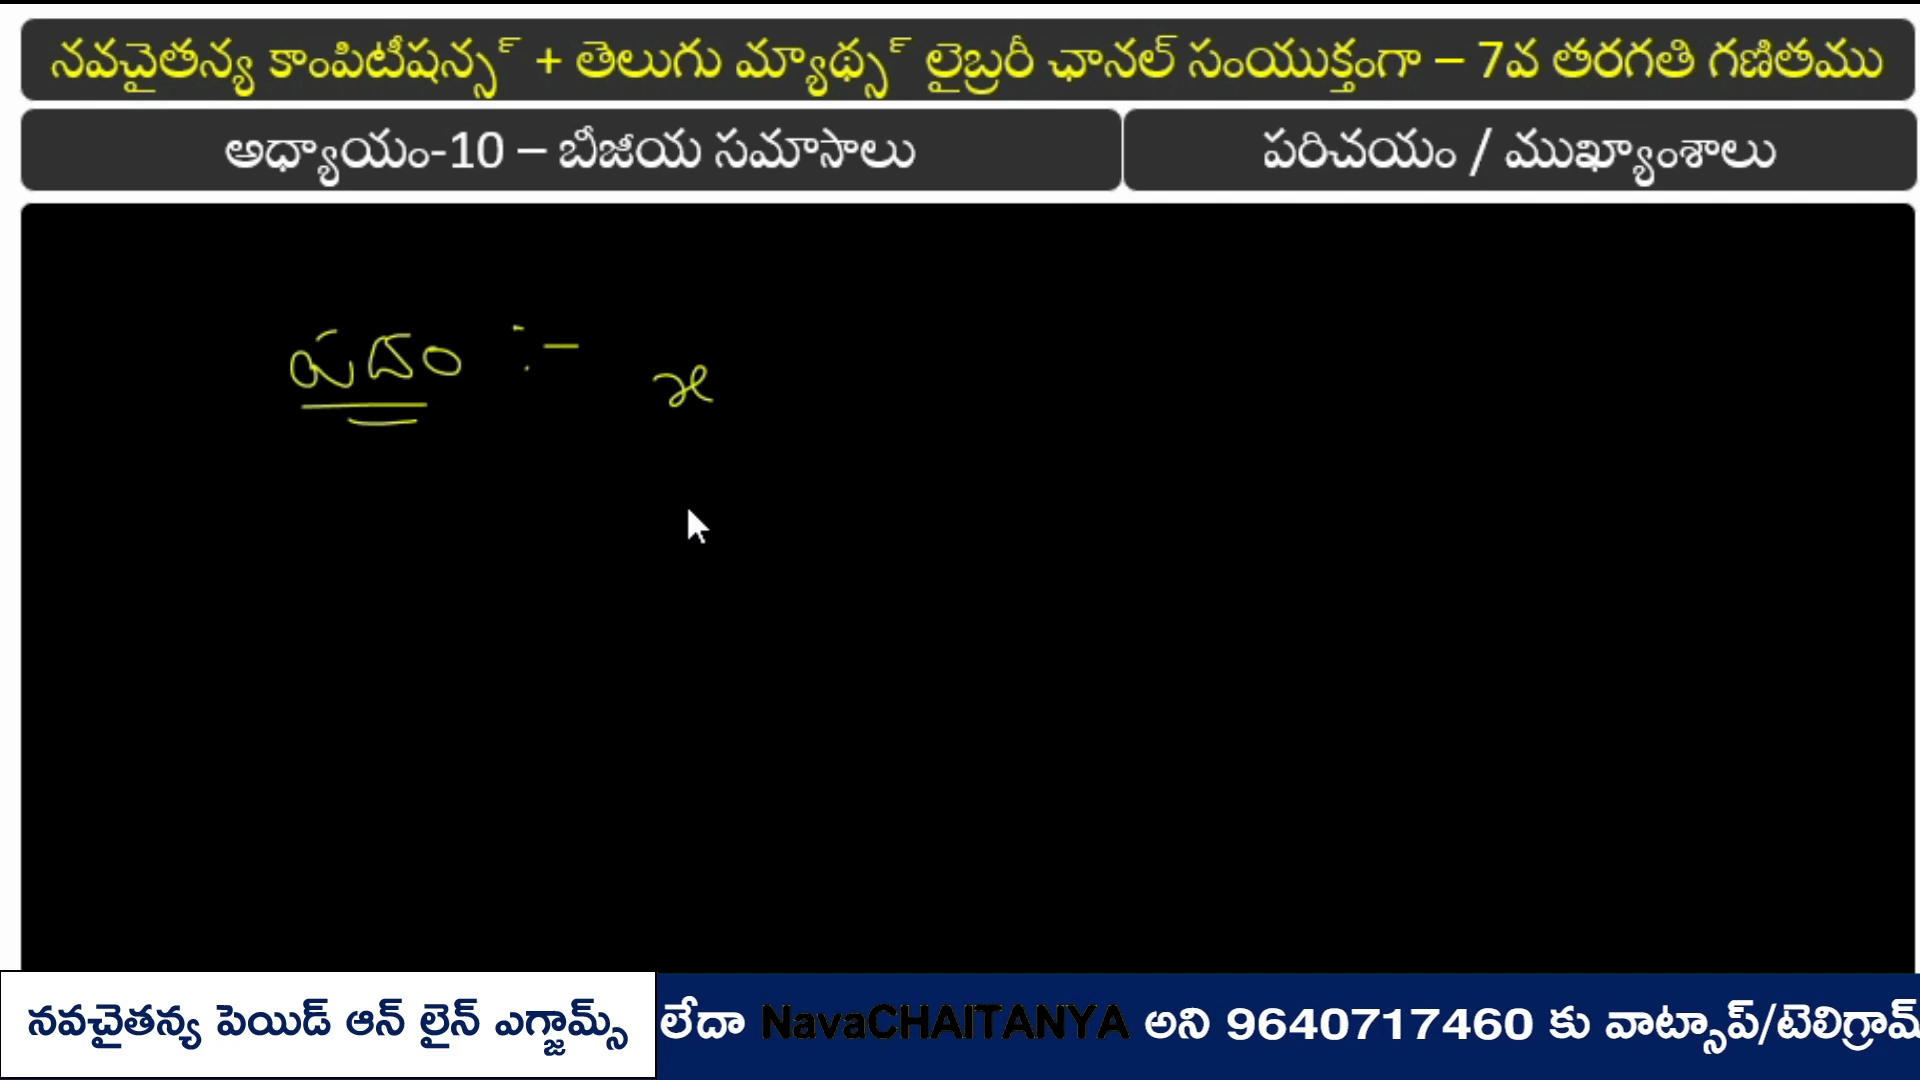 నవచైతన్య కాంపిటీషన్స్ + తెలుగు మ్యాథ్స్ లైబ్రరీ ఛానల్ సంయుక్తంగా – 7వ తరగతి గణితము
అధ్యాయం-10 – బీజీయ సమాసాలు
పరిచయం / ముఖ్యాంశాలు
పదం :- x
నవచైతన్య పెయిడ్ ఆన్ లైన్ ఎగ్జామ్స్
లేదా NavaCHAITANYA అని 9640717460 కు వాట్సాప్/టెలిగ్రామ్